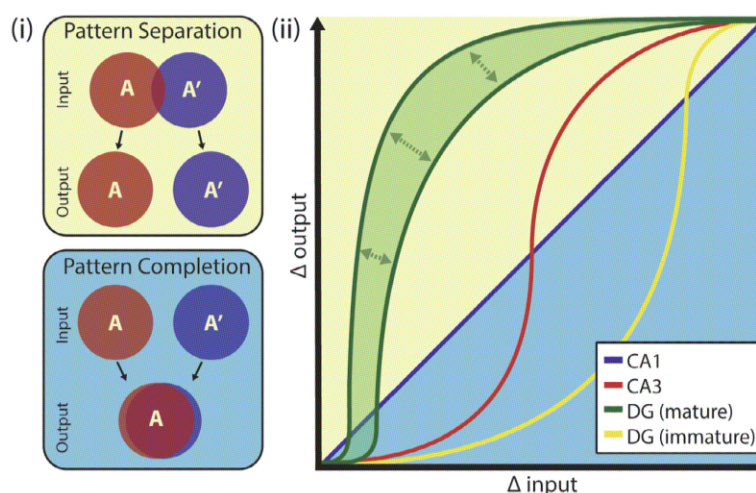 (i)
Pattern Separation
Input
A
A'
Output
A
A'
Pattern Completion
Input
A
A'
Output
A
(ii)
Δ output
Δ input
CA1
CA3
DG (mature)
DG (immature)